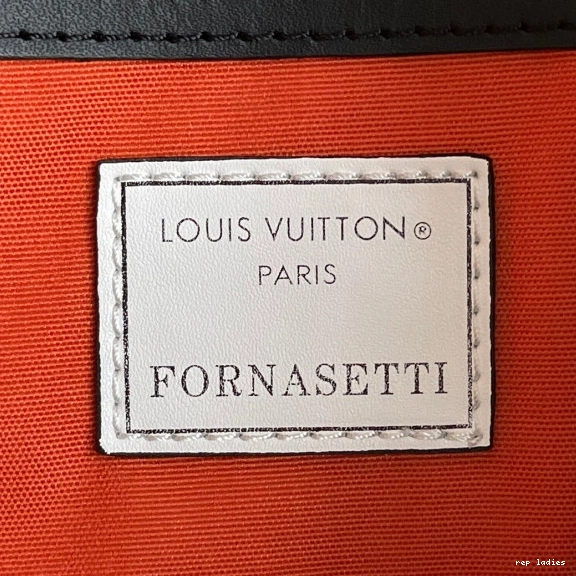 LOUIS VUITTON®
PARIS
FORNASETTI
rep ladies